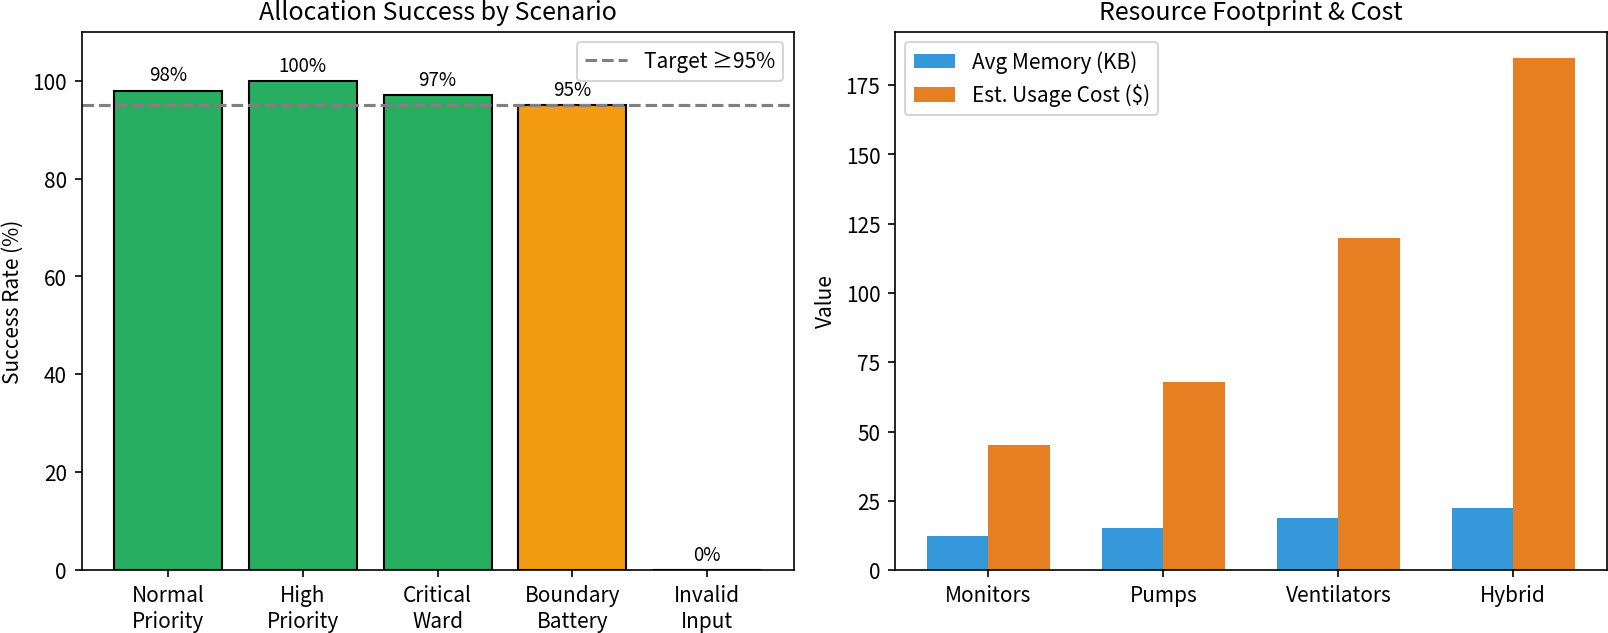 Allocation Success by Scenario
Target ≥95%
98%
100%
97%
95%
0%
100
80
60
40
20
0
Success Rate (%)
Normal
Priority
High
Priority
Critical
Ward
Boundary
Battery
Invalid
Input
Resource Footprint & Cost
Avg Memory (KB)
Est. Usage Cost ($)
175
150
125
100
75
50
25
0
Value
Monitors
Pumps
Ventilators
Hybrid